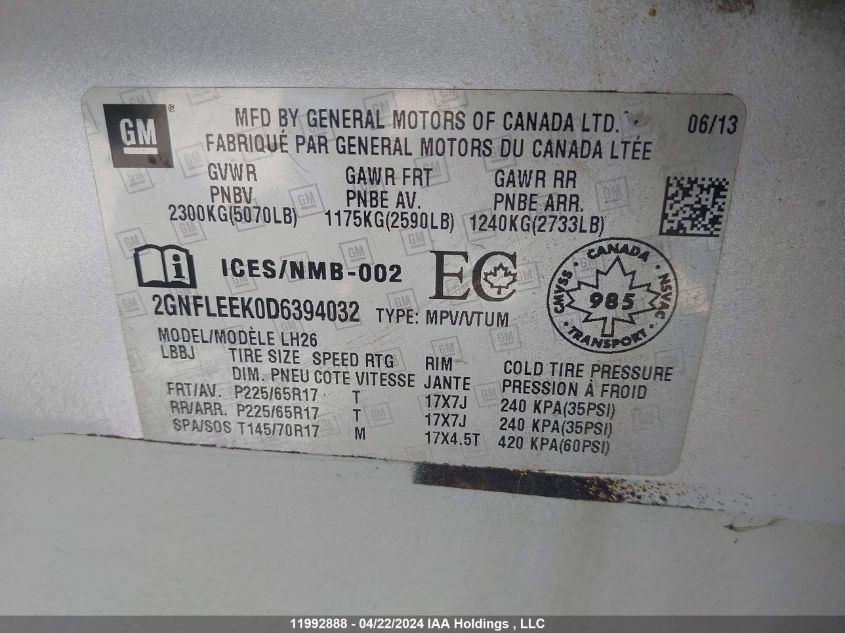 GM
MFD BY GENERAL MOTORS OF CANADA LTD. 06/13
FABRIQUÉ PAR GENERAL MOTORS DU CANADA LTÉE
GVWR GAWR FRT GAWR RR
PNBV PNBE AV. PNBE ARR.
2300KG(5070LB) 1175KG(2590LB) 1240KG(2733LB)
i ICES/NMB-002 EC
CANADA
CMVSS 985 NSVAC
TRANSPORT
2GNFLEEK0D6394032 TYPE: MPV/VTUM
MODEL/MODÈLE LH26
LBBJ TIRE SIZE SPEED RTG RIM COLD TIRE PRESSURE
DIM. PNEU COTE VITESSE JANTE PRESSION À FROID
FRT/AV. P225/65R17 T 17X7J 240 KPA(35PSI)
RR/ARR. P225/65R17 T 17X7J 240 KPA(35PSI)
SPA/SOS T145/70R17 M 17X4.5T 420 KPA(60PSI)
11992888 - 04/22/2024 IAA Holdings , LLC